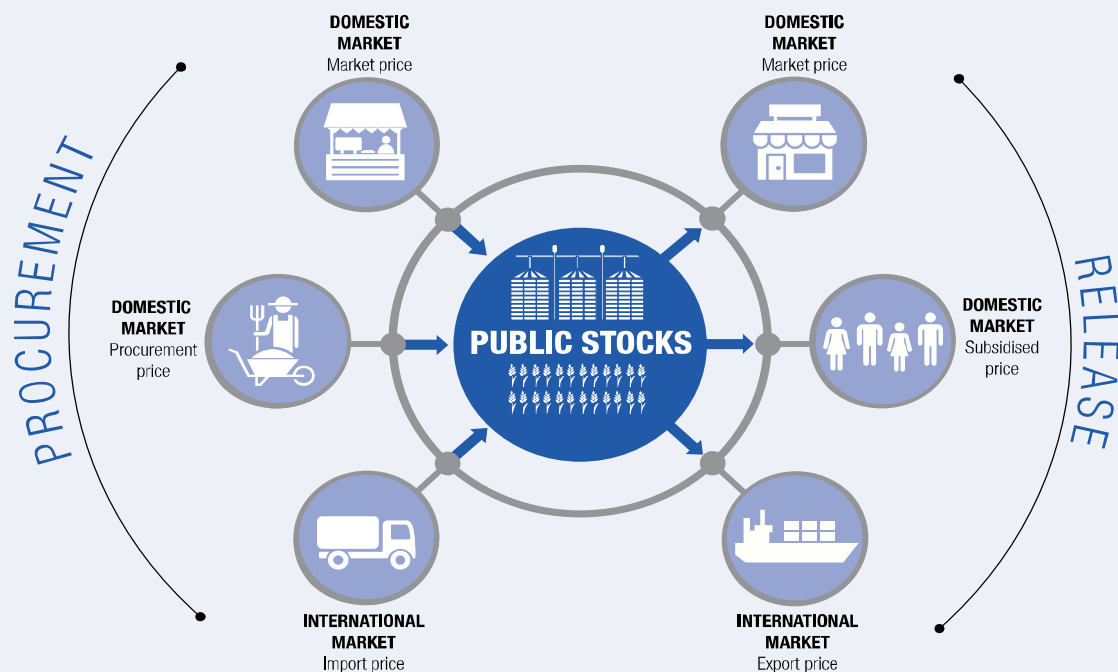 DOMESTIC
MARKET
Market price
DOMESTIC
MARKET
Market price
PROCUREMENT
DOMESTIC
MARKET
Procurement
price
PUBLIC STOCKS
DOMESTIC
MARKET
Subsidised
price
RELEASE
INTERNATIONAL
MARKET
Import price
INTERNATIONAL
MARKET
Export price